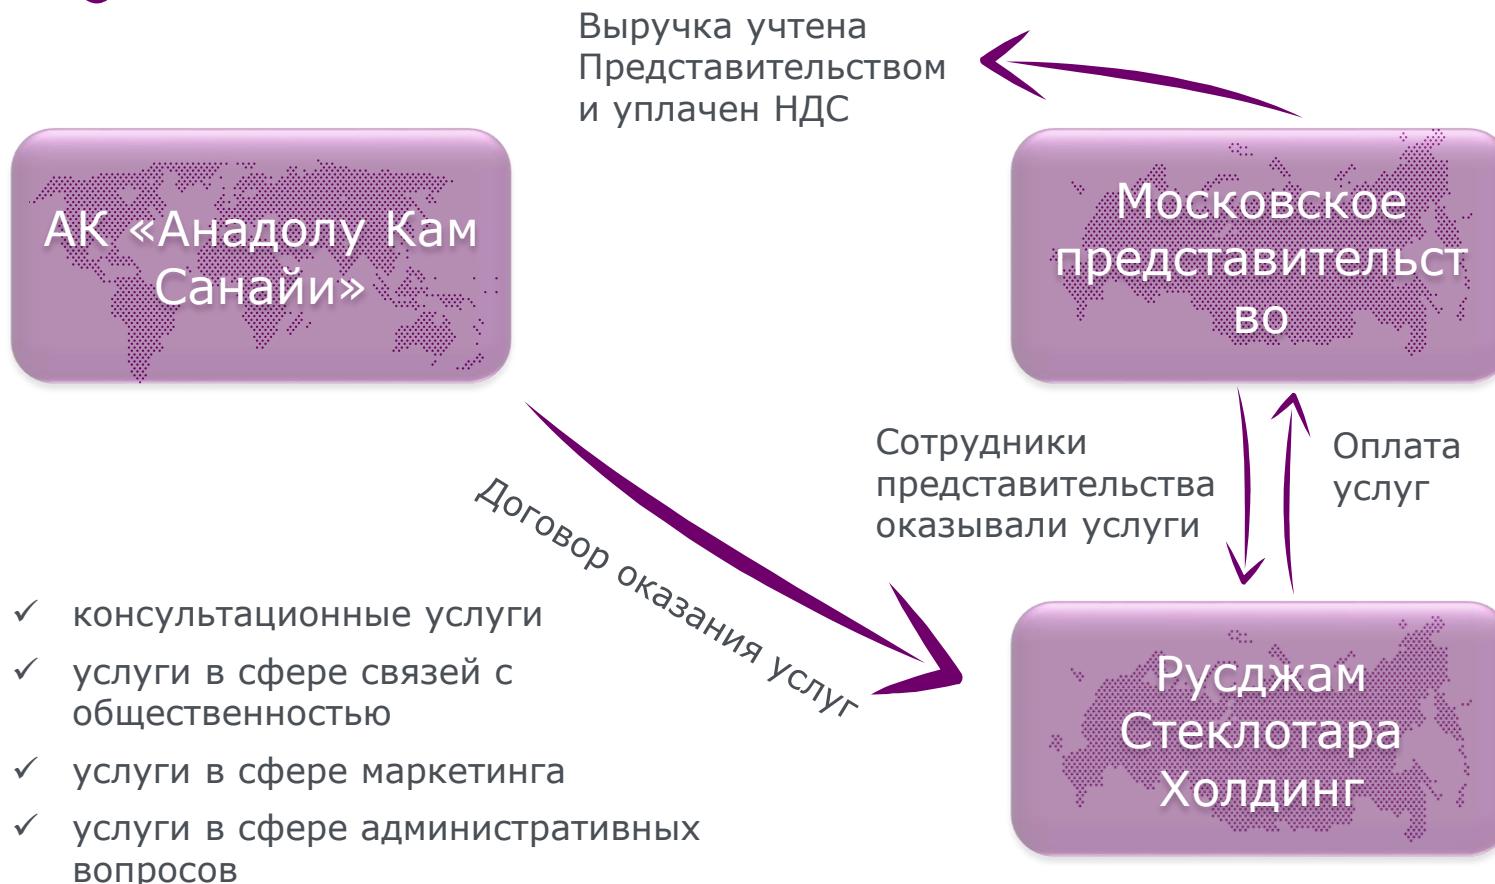 Выручка учтена
Представительством
и уплачен НДС
АК «Анадолу Кам
Санайи»
Московское
представительст
во
Сотрудники
представительства
оказывали услуги
Оплата
услуг
Договор оказания услуг
✓ консультационные услуги
✓ услуги в сфере связей с
общественностью
✓ услуги в сфере маркетинга
✓ услуги в сфере административных
вопросов
Русджам
Стеклотара
Холдинг